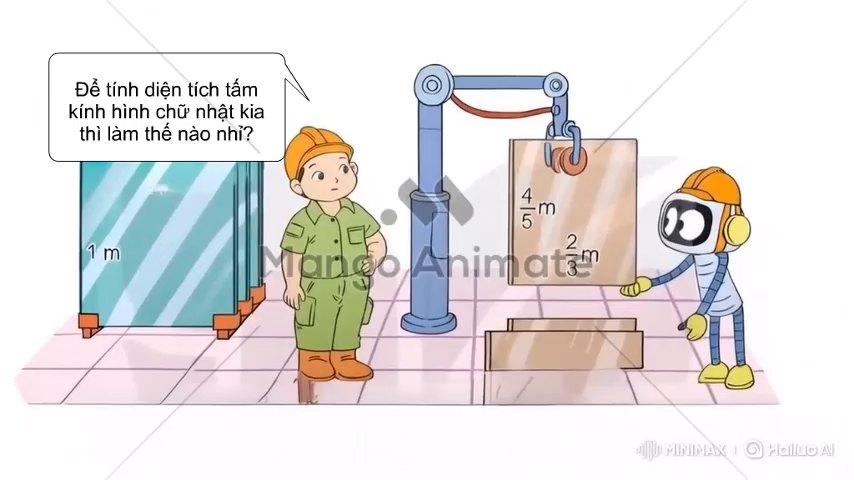 Để tính diện tích tấm
kính hình chữ nhật kia
thì làm thế nào nhỉ?
4/5 m
1 m
2/3 m
Mango Animate
MINIMAX | Hailuo AI